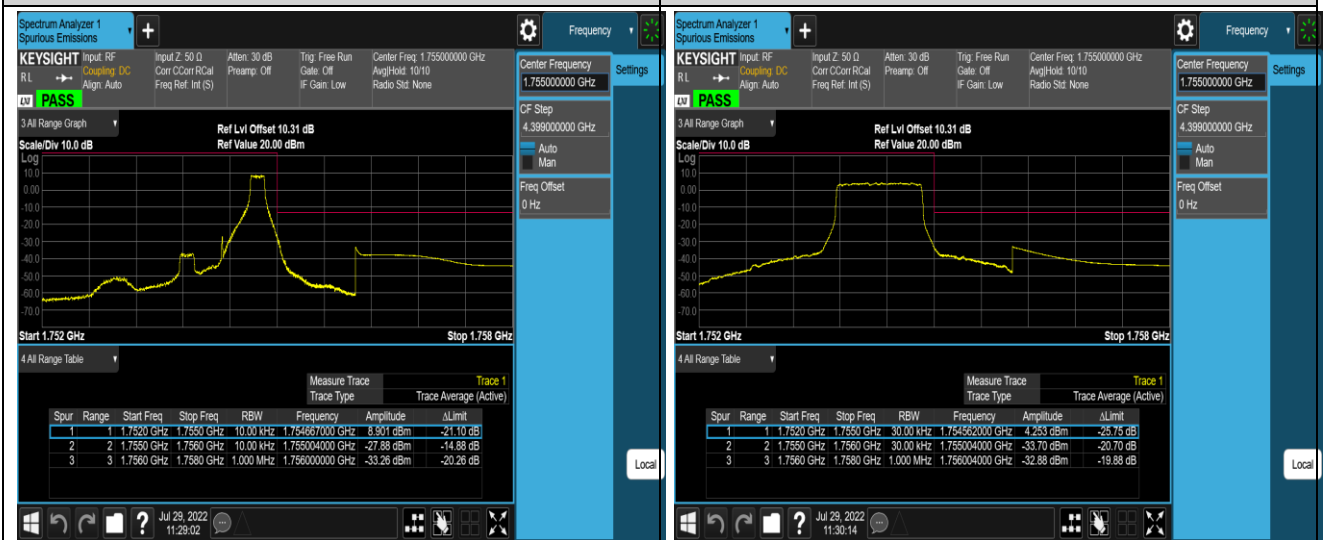 Spectrum Analyzer 1
Spurious Emissions
+
Frequency
KEYSIGHT Input: RF Input Z: 50 Ω Atten: 30 dB Trig: Free Run Center Freq: 1.755000000 GHz
RL Coupling: DC Corr CCorr RCal Preamp: Off Gate: Off Avg|Hold: 10/10
Align: Auto Freq Ref: Int (S) IF Gain: Low Radio Std: None
LXI PASS
Center Frequency
1.755000000 GHz
Settings
CF Step
4.399000000 GHz
Auto
Man
Freq Offset
0 Hz
3 All Range Graph
Ref Lvl Offset 10.31 dB
Scale/Div 10.0 dB Ref Value 20.00 dBm
Log
10.0
0.00
-10.0
-20.0
-30.0
-40.0
-50.0
-60.0
-70.0
Start 1.752 GHz Stop 1.758 GHz
4 All Range Table
Measure Trace Trace 1
Trace Type Trace Average (Active)
Spur Range Start Freq Stop Freq RBW Frequency Amplitude ΔLimit
1 1 1.7520 GHz 1.7550 GHz 10.00 kHz 1.754667000 GHz 8.901 dBm -21.10 dB
2 2 1.7550 GHz 1.7560 GHz 10.00 kHz 1.755004000 GHz -27.88 dBm -14.88 dB
3 3 1.7560 GHz 1.7580 GHz 1.000 MHz 1.756000000 GHz -33.26 dBm -20.26 dB
Local
?
Jul 29, 2022
11:29:02
Spectrum Analyzer 1
Spurious Emissions
+
Frequency
KEYSIGHT Input: RF Input Z: 50 Ω Atten: 30 dB Trig: Free Run Center Freq: 1.755000000 GHz
RL Coupling: DC Corr CCorr RCal Preamp: Off Gate: Off Avg|Hold: 10/10
Align: Auto Freq Ref: Int (S) IF Gain: Low Radio Std: None
LXI PASS
Center Frequency
1.755000000 GHz
Settings
CF Step
4.399000000 GHz
Auto
Man
Freq Offset
0 Hz
3 All Range Graph
Ref Lvl Offset 10.31 dB
Scale/Div 10.0 dB Ref Value 20.00 dBm
Log
10.0
0.00
-10.0
-20.0
-30.0
-40.0
-50.0
-60.0
-70.0
Start 1.752 GHz Stop 1.758 GHz
4 All Range Table
Measure Trace Trace 1
Trace Type Trace Average (Active)
Spur Range Start Freq Stop Freq RBW Frequency Amplitude ΔLimit
1 1 1.7520 GHz 1.7550 GHz 30.00 kHz 1.754562000 GHz 4.253 dBm -25.75 dB
2 2 1.7550 GHz 1.7560 GHz 30.00 kHz 1.755004000 GHz -33.70 dBm -20.70 dB
3 3 1.7560 GHz 1.7580 GHz 1.000 MHz 1.756004000 GHz -32.88 dBm -19.88 dB
Local
?
Jul 29, 2022
11:30:14